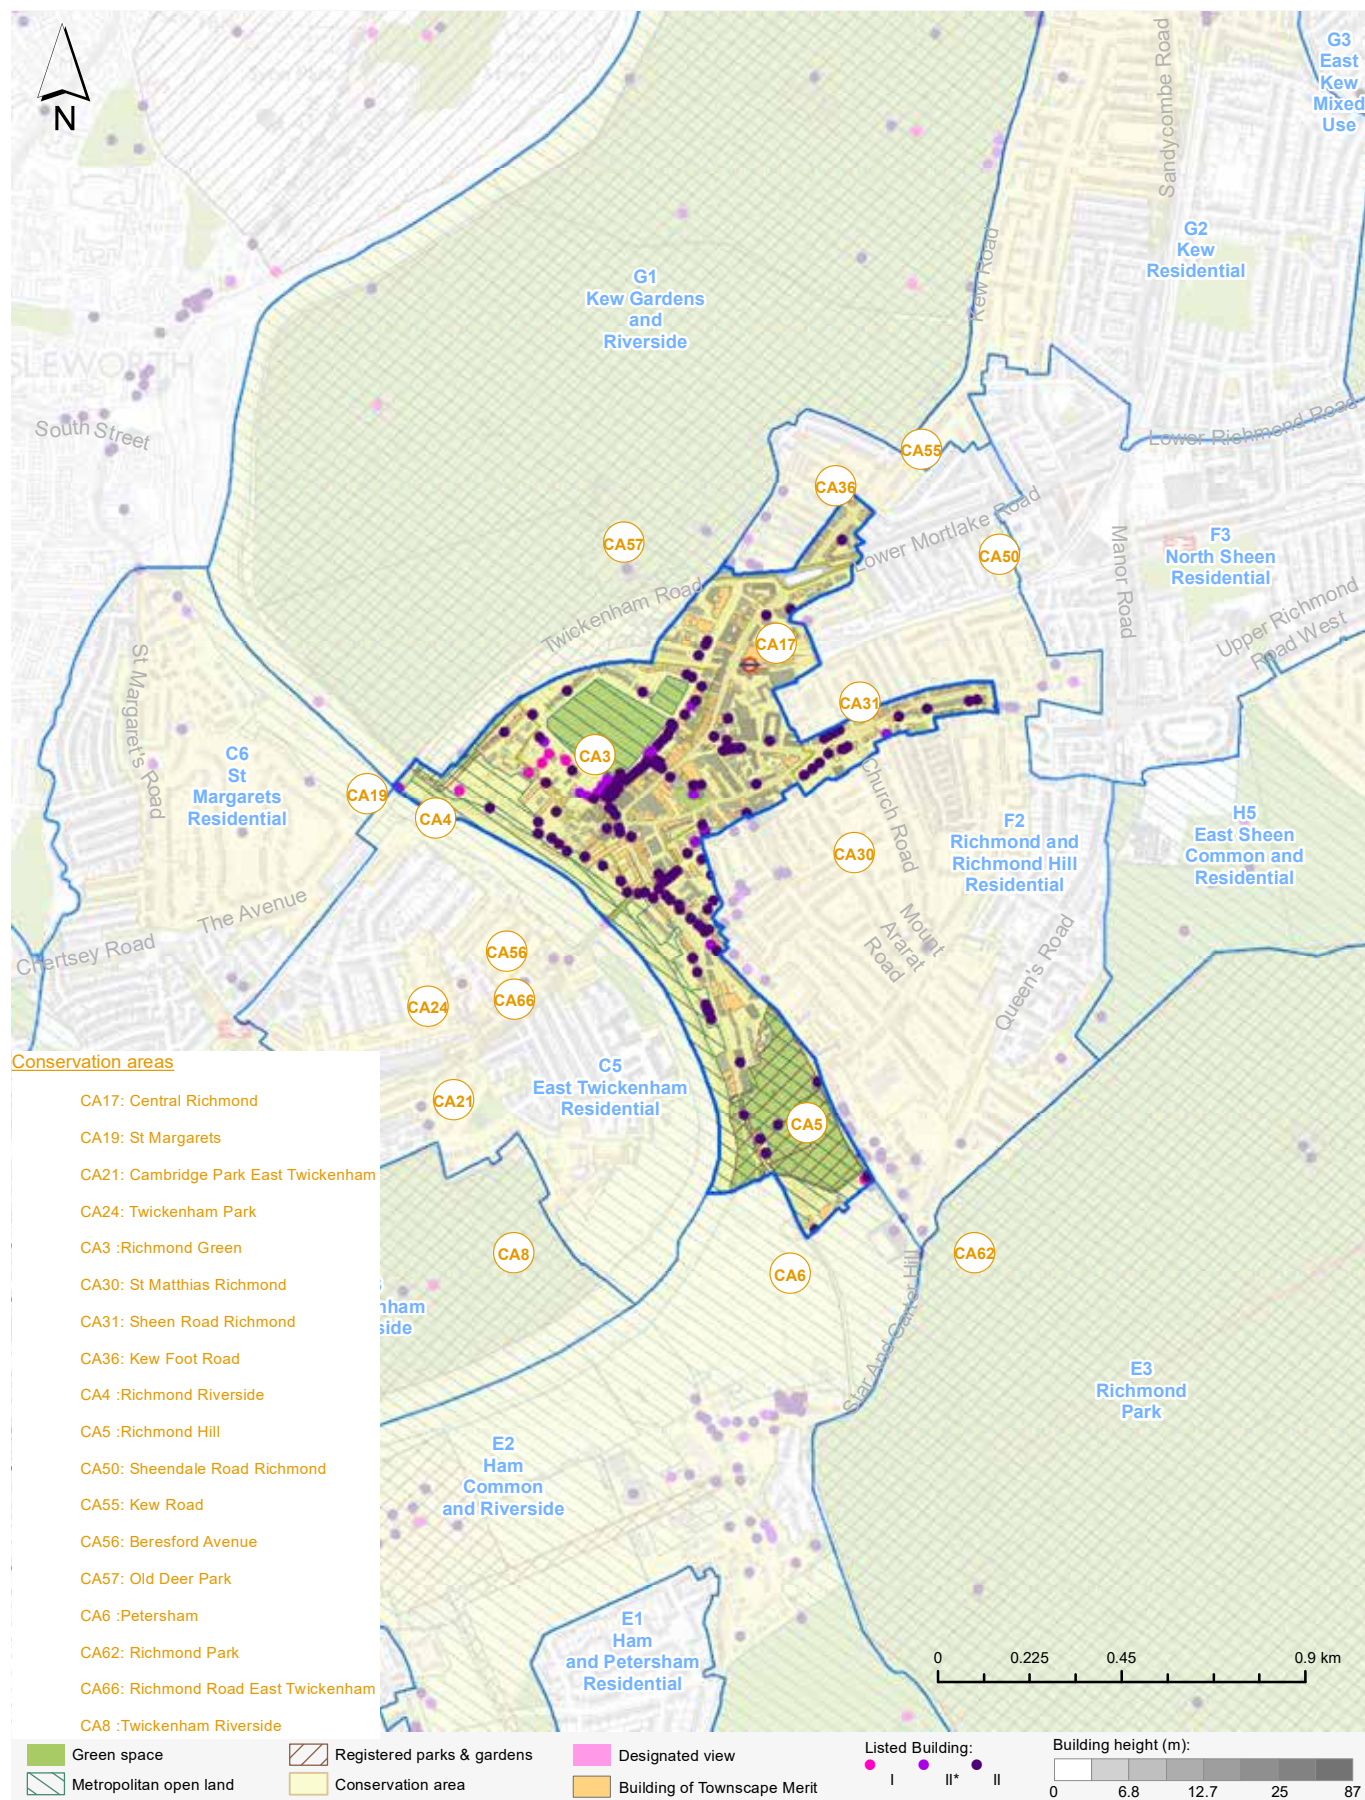 N
G3
East
Kew
Mixed
Use
Sandycombe Road
G2
Kew
Residential
Kew Road
G1
Kew Gardens
and
Riverside
SLEWORTH
South Street
Lower Richmond Road
CA55
CA36
Lower Mortlake Road
CA57
CA50
Manor Road
F3
North Sheen
Residential
Upper Richmond
Road West
Twickenham Road
CA17
St Margaret's Road
CA31
CA3
C6
St
Margarets
Residential
CA19
CA4
Church Road
F2
Richmond and
Richmond Hill
Residential
H5
East Sheen
Common and
Residential
CA30
The Avenue
Chertsey Road
Mount
Ararat
Road
Queen's Road
CA56
CA66
CA24
C5
East Twickenham
Residential
CA21
CA5
CA8
CA6
CA62
Star And Garter Hill
nham
side
E3
Richmond
Park
E2
Ham
Common
and Riverside
E1
Ham
and Petersham
Residential
Conservation areas
CA17: Central Richmond
CA19: St Margarets
CA21: Cambridge Park East Twickenham
CA24: Twickenham Park
CA3 :Richmond Green
CA30: St Matthias Richmond
CA31: Sheen Road Richmond
CA36: Kew Foot Road
CA4 :Richmond Riverside
CA5 :Richmond Hill
CA50: Sheendale Road Richmond
CA55: Kew Road
CA56: Beresford Avenue
CA57: Old Deer Park
CA6 :Petersham
CA62: Richmond Park
CA66: Richmond Road East Twickenham
CA8 :Twickenham Riverside
0 0.225 0.45 0.9 km
Green space
Metropolitan open land
Registered parks & gardens
Conservation area
Designated view
Building of Townscape Merit
Listed Building:
I II* II
Building height (m):
0 6.8 12.7 25 87